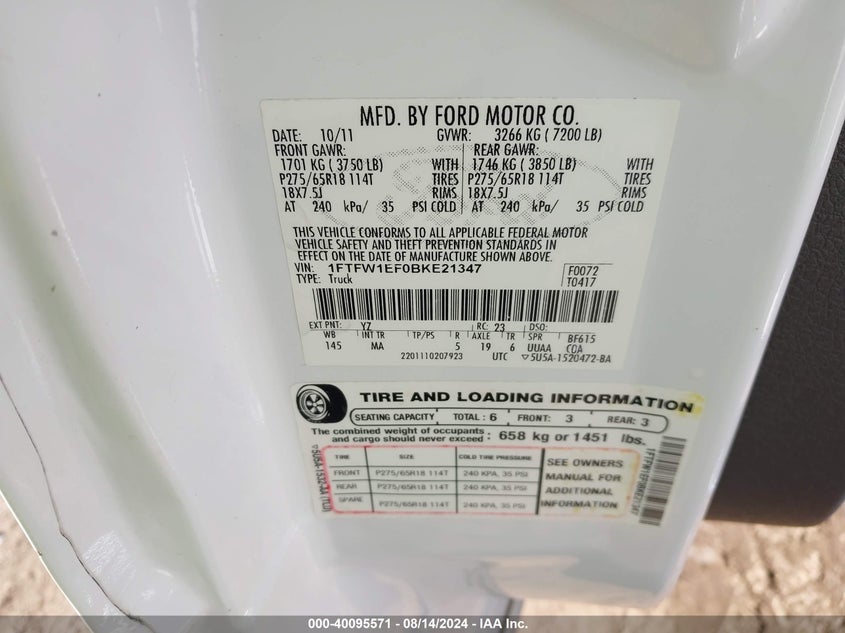 MFD. BY FORD MOTOR CO.
DATE: 10/11 GVWR: 3266 KG ( 7200 LB)
FRONT GAWR: REAR GAWR:
1701 KG ( 3750 LB) WITH 1746 KG ( 3850 LB) WITH
P275/65R18 114T TIRES P275/65R18 114T TIRES
18X7.5J RIMS 18X7.5J RIMS
AT 240 kPa/ 35 PSI COLD AT 240 kPa/ 35 PSI COLD
THIS VEHICLE CONFORMS TO ALL APPLICABLE FEDERAL MOTOR
VEHICLE SAFETY AND THEFT PREVENTION STANDARDS IN
EFFECT ON THE DATE OF MANUFACTURE SHOWN ABOVE.
VIN: 1FTFW1EF0BKE21347 F0072
TYPE: Truck T0417
EXT PNT: YZ RC: 23 DSO:
WB INT TR TP/PS R AXLE TR SPR BF615
145 MA 5 19 6 UUAA CDA
2201110207923 UTC ▽5U5A-1520472-BA
TIRE AND LOADING INFORMATION
SEATING CAPACITY TOTAL : 6 FRONT: 3 REAR: 3
The combined weight of occupants
and cargo should never exceed : 658 kg or 1451 lbs.
TIRE SIZE COLD TIRE PRESSURE SEE OWNERS
FRONT P275/65R18 114T 240 KPA, 35 PSI MANUAL FOR
REAR P275/65R18 114T 240 KPA, 35 PSI ADDITIONAL
SPARE P275/65R18 114T 240 KPA, 35 PSI INFORMATION
1FTFW1EF0BKE21347
000-40095571 - 08/14/2024 - IAA Inc.